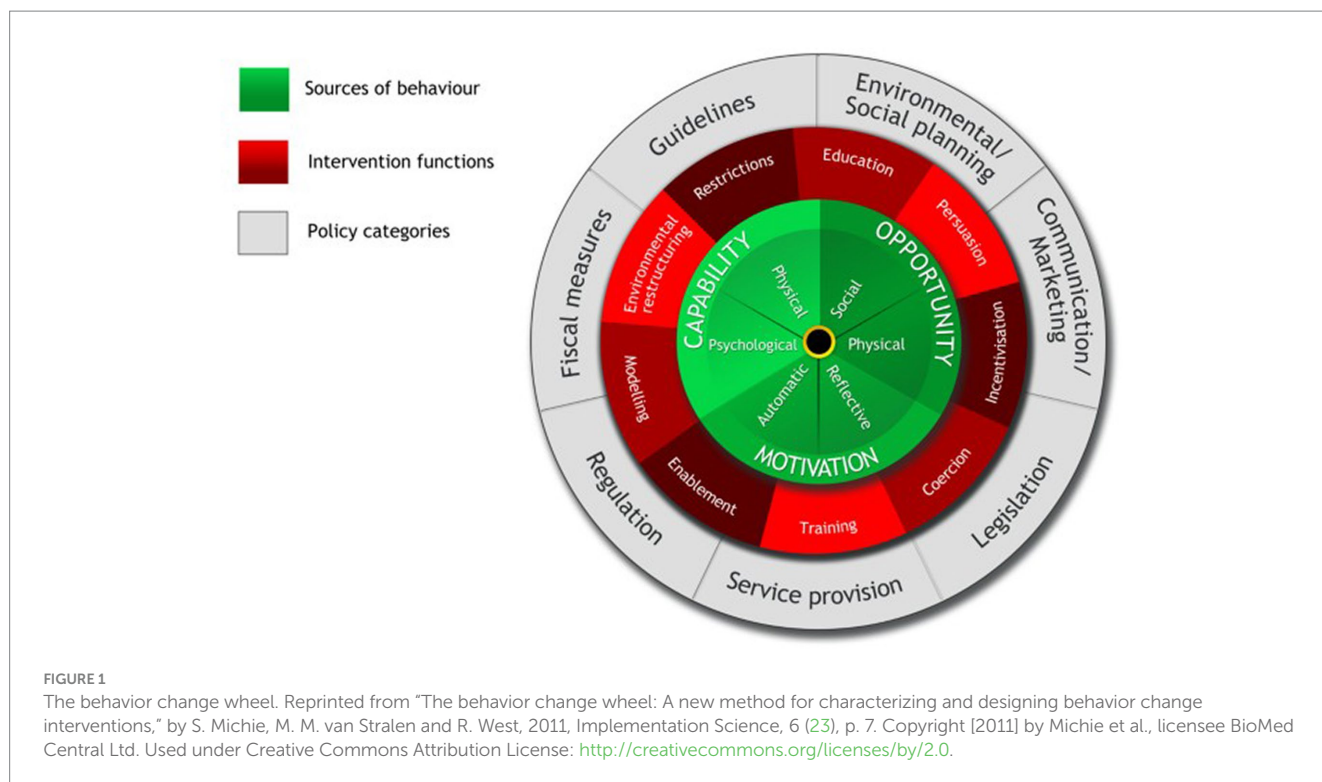 Sources of behaviour
Intervention functions
Policy categories
Guidelines
Environmental/
Social planning
Communication/
Marketing
Legislation
Service provision
Regulation
Fiscal measures
Restrictions
Education
Persuasion
Incentivisation
Coercion
Training
Enablement
Modelling
Environmental
restructuring
CAPABILITY
OPPORTUNITY
MOTIVATION
Physical
Social
Psychological
Physical
Automatic
Reflective
FIGURE 1
The behavior change wheel. Reprinted from “The behavior change wheel: A new method for characterizing and designing behavior change
interventions,” by S. Michie, M. M. van Stralen and R. West, 2011, Implementation Science, 6 (23), p. 7. Copyright [2011] by Michie et al., licensee BioMed
Central Ltd. Used under Creative Commons Attribution License: http://creativecommons.org/licenses/by/2.0.